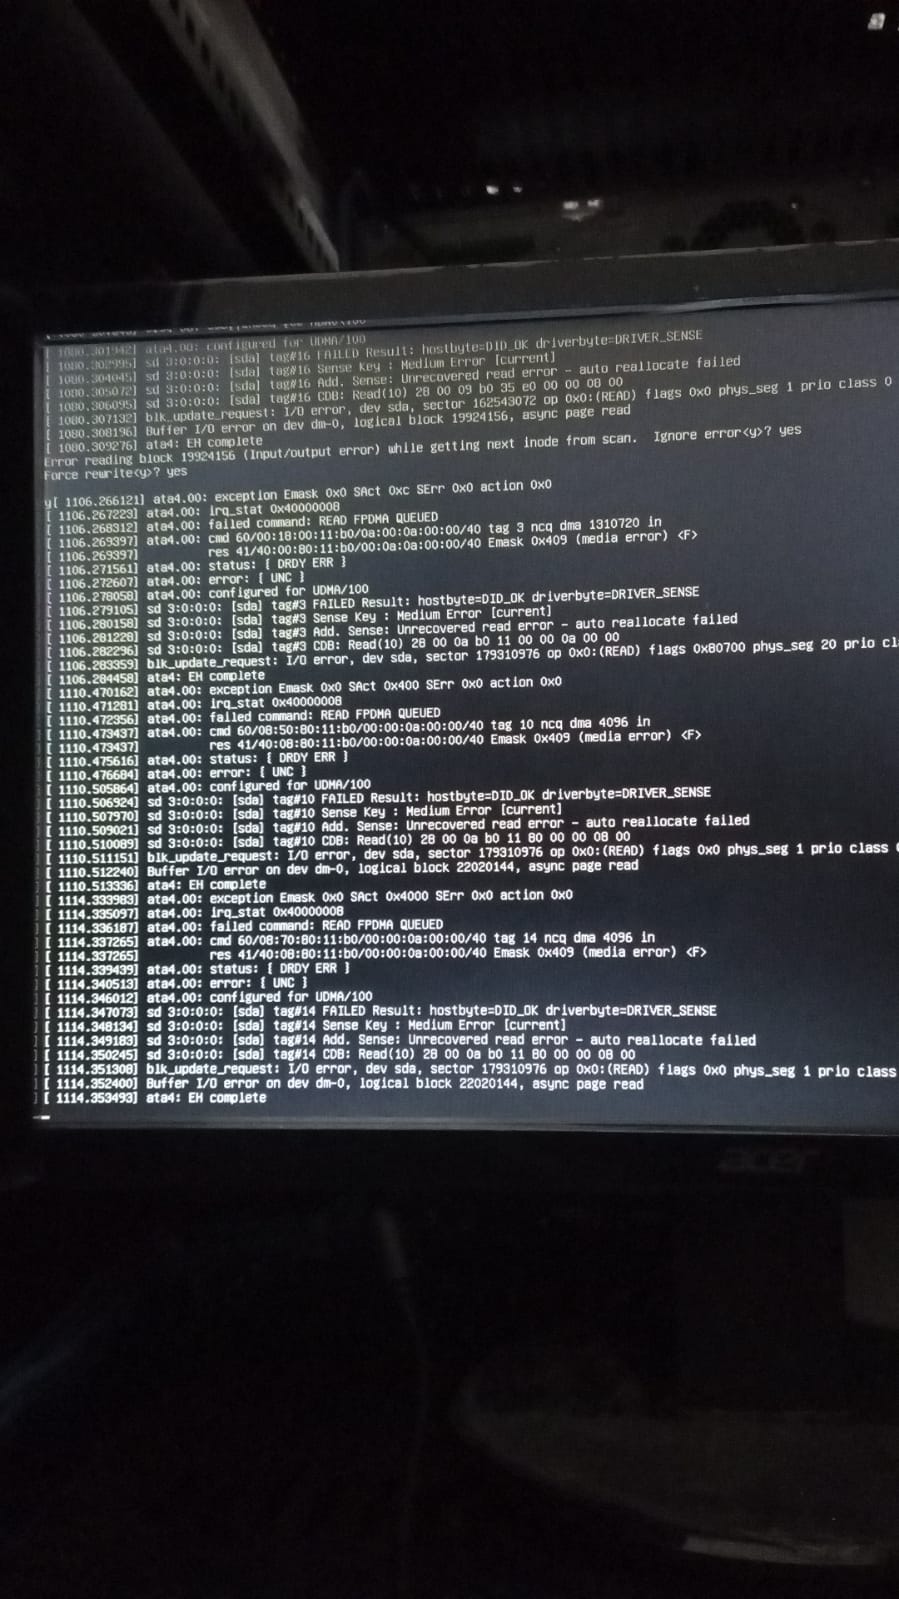 [ 1080.301942] ata4.00: configured for UDMA/100
[ 1080.302995] sd 3:0:0:0: [sda] tag#16 FAILED Result: hostbyte=DID_OK driverbyte=DRIVER_SENSE
[ 1080.304045] sd 3:0:0:0: [sda] tag#16 Sense Key : Medium Error [current]
[ 1080.305072] sd 3:0:0:0: [sda] tag#16 Add. Sense: Unrecovered read error - auto reallocate failed
[ 1080.306095] sd 3:0:0:0: [sda] tag#16 CDB: Read(10) 28 00 09 b0 35 e0 00 00 08 00
[ 1080.307132] blk_update_request: I/O error, dev sda, sector 162543072 op 0x0:(READ) flags 0x0 phys_seg 1 prio class 0
[ 1080.308196] Buffer I/O error on dev dm-0, logical block 19924156, async page read
[ 1080.309276] ata4: EH complete
Error reading block 19924156 (Input/output error) while getting next inode from scan.  Ignore error<y>? yes
Force rewrite<y>? yes
y[ 1106.266121] ata4.00: exception Emask 0x0 SAct 0xc SErr 0x0 action 0x0
[ 1106.267223] ata4.00: irq_stat 0x40000008
[ 1106.268312] ata4.00: failed command: READ FPDMA QUEUED
[ 1106.269397] ata4.00: cmd 60/00:18:00:11:b0/0a:00:0a:00:00/40 tag 3 ncq dma 1310720 in
[ 1106.269397]          res 41/40:00:80:11:b0/00:0a:0a:00:00/40 Emask 0x409 (media error) <F>
[ 1106.271561] ata4.00: status: { DRDY ERR }
[ 1106.272607] ata4.00: error: { UNC }
[ 1106.278058] ata4.00: configured for UDMA/100
[ 1106.279105] sd 3:0:0:0: [sda] tag#3 FAILED Result: hostbyte=DID_OK driverbyte=DRIVER_SENSE
[ 1106.280158] sd 3:0:0:0: [sda] tag#3 Sense Key : Medium Error [current]
[ 1106.281228] sd 3:0:0:0: [sda] tag#3 Add. Sense: Unrecovered read error - auto reallocate failed
[ 1106.282296] sd 3:0:0:0: [sda] tag#3 CDB: Read(10) 28 00 0a b0 11 00 00 0a 00 00
[ 1106.283359] blk_update_request: I/O error, dev sda, sector 179310976 op 0x0:(READ) flags 0x80700 phys_seg 20 prio cl
[ 1106.284458] ata4: EH complete
[ 1110.470162] ata4.00: exception Emask 0x0 SAct 0x400 SErr 0x0 action 0x0
[ 1110.471281] ata4.00: irq_stat 0x40000008
[ 1110.472356] ata4.00: failed command: READ FPDMA QUEUED
[ 1110.473437] ata4.00: cmd 60/08:50:80:11:b0/00:00:0a:00:00/40 tag 10 ncq dma 4096 in
[ 1110.473437]          res 41/40:08:80:11:b0/00:00:0a:00:00/40 Emask 0x409 (media error) <F>
[ 1110.475616] ata4.00: status: { DRDY ERR }
[ 1110.476684] ata4.00: error: { UNC }
[ 1110.505864] ata4.00: configured for UDMA/100
[ 1110.506924] sd 3:0:0:0: [sda] tag#10 FAILED Result: hostbyte=DID_OK driverbyte=DRIVER_SENSE
[ 1110.507970] sd 3:0:0:0: [sda] tag#10 Sense Key : Medium Error [current]
[ 1110.509021] sd 3:0:0:0: [sda] tag#10 Add. Sense: Unrecovered read error - auto reallocate failed
[ 1110.510089] sd 3:0:0:0: [sda] tag#10 CDB: Read(10) 28 00 0a b0 11 80 00 00 08 00
[ 1110.511151] blk_update_request: I/O error, dev sda, sector 179310976 op 0x0:(READ) flags 0x0 phys_seg 1 prio class
[ 1110.512240] Buffer I/O error on dev dm-0, logical block 22020144, async page read
[ 1110.513336] ata4: EH complete
[ 1114.333983] ata4.00: exception Emask 0x0 SAct 0x4000 SErr 0x0 action 0x0
[ 1114.335097] ata4.00: irq_stat 0x40000008
[ 1114.336187] ata4.00: failed command: READ FPDMA QUEUED
[ 1114.337265] ata4.00: cmd 60/08:70:80:11:b0/00:00:0a:00:00/40 tag 14 ncq dma 4096 in
[ 1114.337265]          res 41/40:08:80:11:b0/00:00:0a:00:00/40 Emask 0x409 (media error) <F>
[ 1114.339439] ata4.00: status: { DRDY ERR }
[ 1114.340513] ata4.00: error: { UNC }
[ 1114.346012] ata4.00: configured for UDMA/100
[ 1114.347073] sd 3:0:0:0: [sda] tag#14 FAILED Result: hostbyte=DID_OK driverbyte=DRIVER_SENSE
[ 1114.348134] sd 3:0:0:0: [sda] tag#14 Sense Key : Medium Error [current]
[ 1114.349183] sd 3:0:0:0: [sda] tag#14 Add. Sense: Unrecovered read error - auto reallocate failed
[ 1114.350245] sd 3:0:0:0: [sda] tag#14 CDB: Read(10) 28 00 0a b0 11 80 00 00 08 00
[ 1114.351308] blk_update_request: I/O error, dev sda, sector 179310976 op 0x0:(READ) flags 0x0 phys_seg 1 prio class
[ 1114.352400] Buffer I/O error on dev dm-0, logical block 22020144, async page read
[ 1114.353493] ata4: EH complete
acer